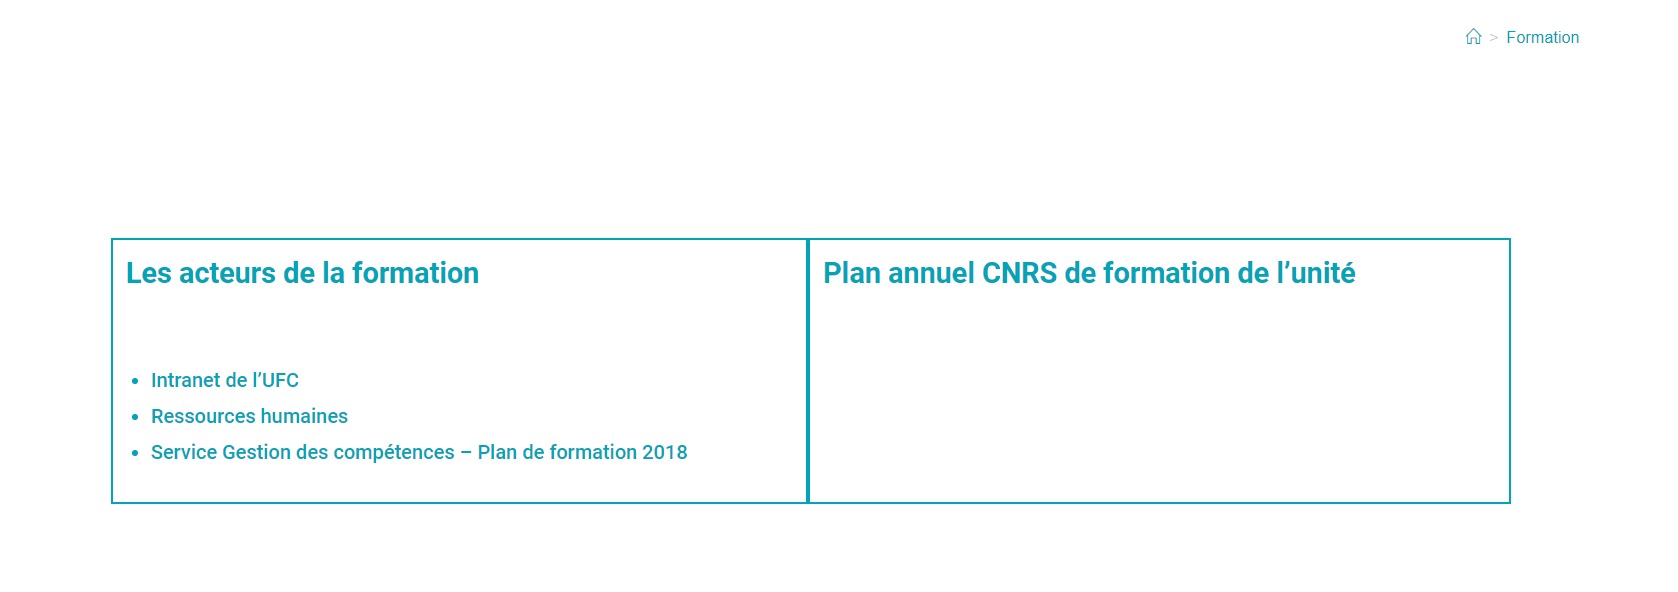 > Formation
Les acteurs de la formation
Intranet de l’UFC
Ressources humaines
Service Gestion des compétences – Plan de formation 2018
Plan annuel CNRS de formation de l’unité